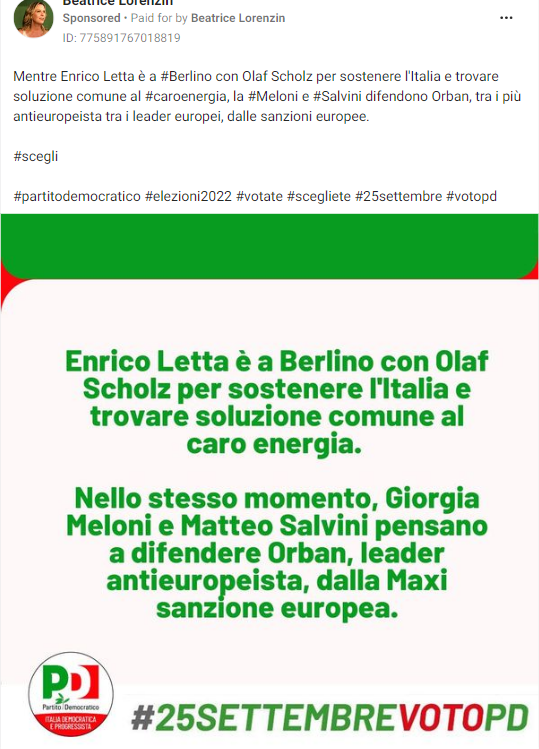 Beatrice Lorenzin
Sponsored • Paid for by Beatrice Lorenzin
ID: 775891767018819
Mentre Enrico Letta è a #Berlino con Olaf Scholz per sostenere l'Italia e trovare
soluzione comune al #caroenergia, la #Meloni e #Salvini difendono Orban, tra i più
antieuropeista tra i leader europei, dalle sanzioni europee.
#scegli
#partitodemocratico #elezioni2022 #votate #scegliete #25settembre #votopd
Enrico Letta è a Berlino con Olaf
Scholz per sostenere l'Italia e
trovare soluzione comune al
caro energia.
Nello stesso momento, Giorgia
Meloni e Matteo Salvini pensano
a difendere Orban, leader
antieuropeista, dalla Maxi
sanzione europea.
PD
Partito Democratico
ITALIA DEMOCRATICA
E PROGRESSISTA
#25SETTEMBREVOTOPD